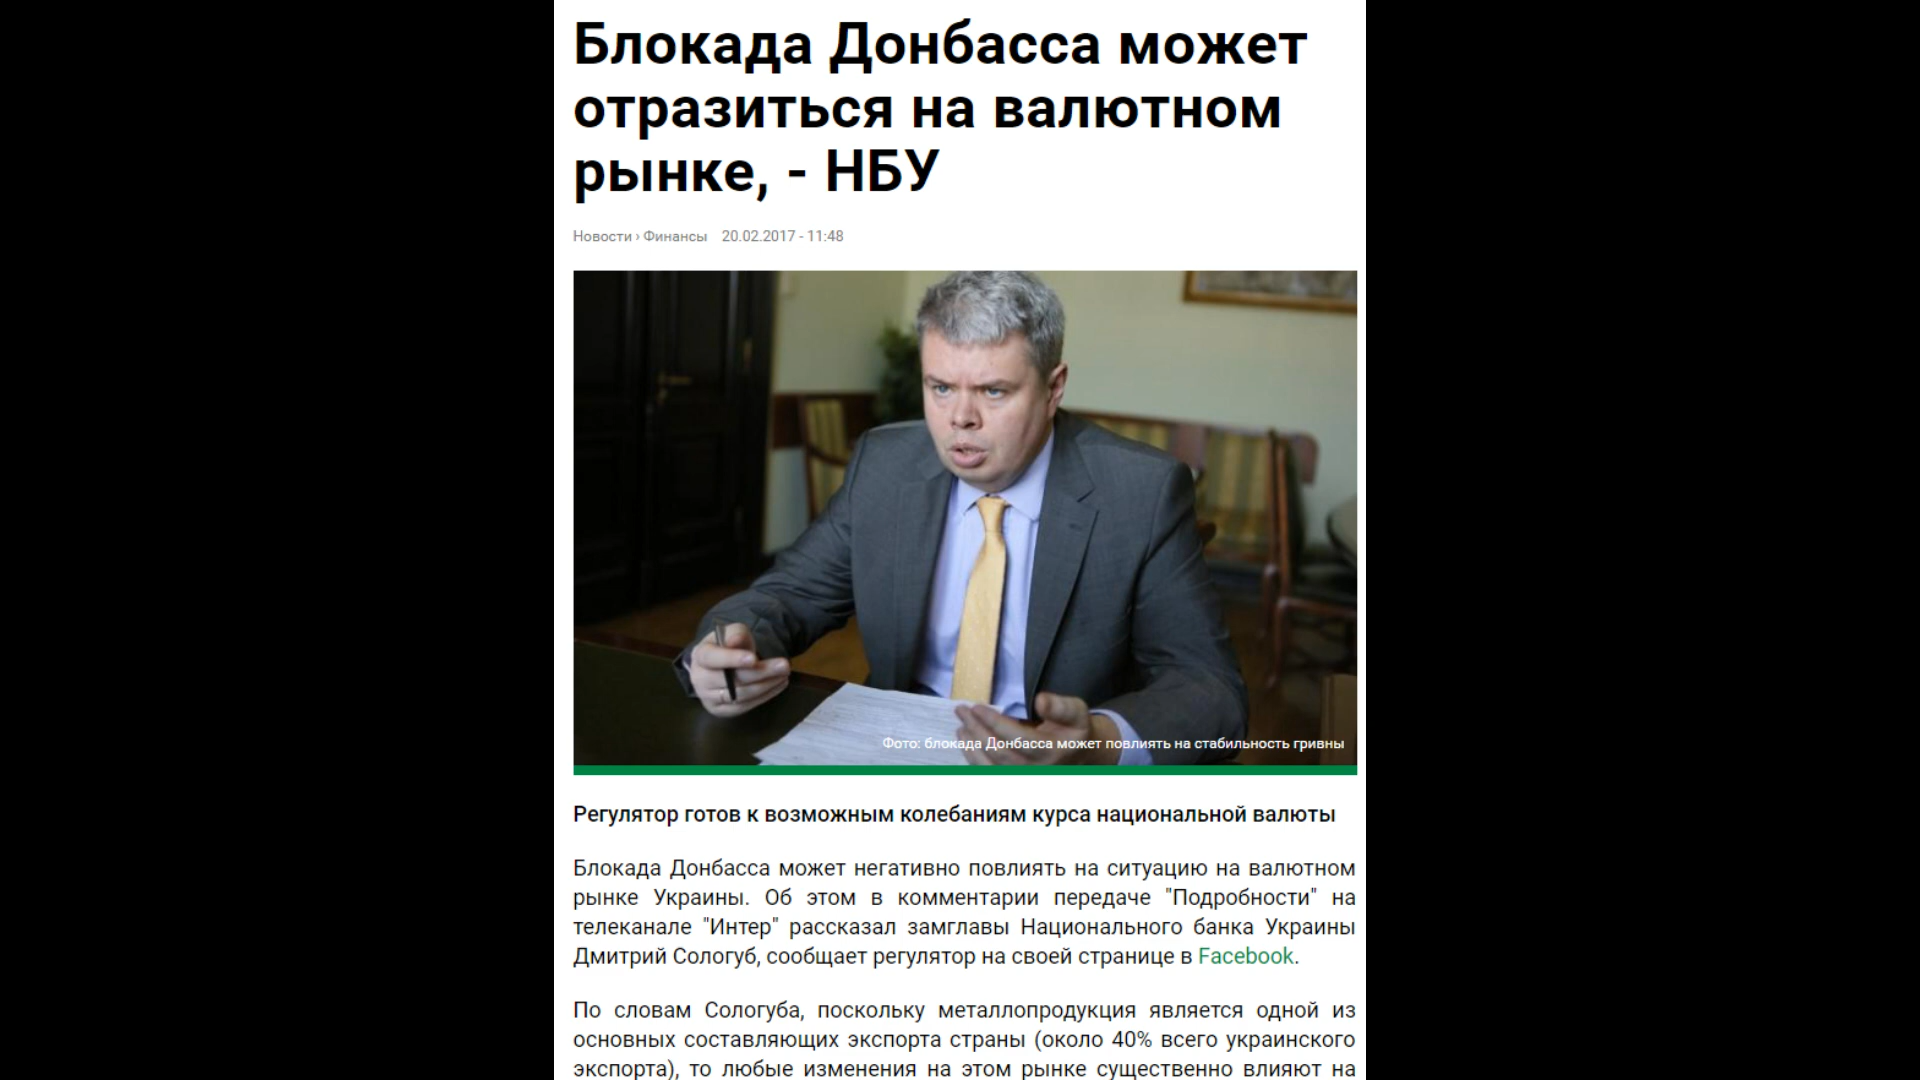 Блокада Донбасса может
отразиться на валютном
рынке, - НБУ
Новости › Финансы 20.02.2017 - 11:48
Фото: блокада Донбасса может повлиять на стабильность гривны
Регулятор готов к возможным колебаниям курса национальной валюты
Блокада Донбасса может негативно повлиять на ситуацию на валютном
рынке Украины. Об этом в комментарии передаче "Подробности" на
телеканале "Интер" рассказал замглавы Национального банка Украины
Дмитрий Сологуб, сообщает регулятор на своей странице в Facebook.
По словам Сологуба, поскольку металлопродукция является одной из
основных составляющих экспорта страны (около 40% всего украинского
экспорта), то любые изменения на этом рынке существенно влияют на